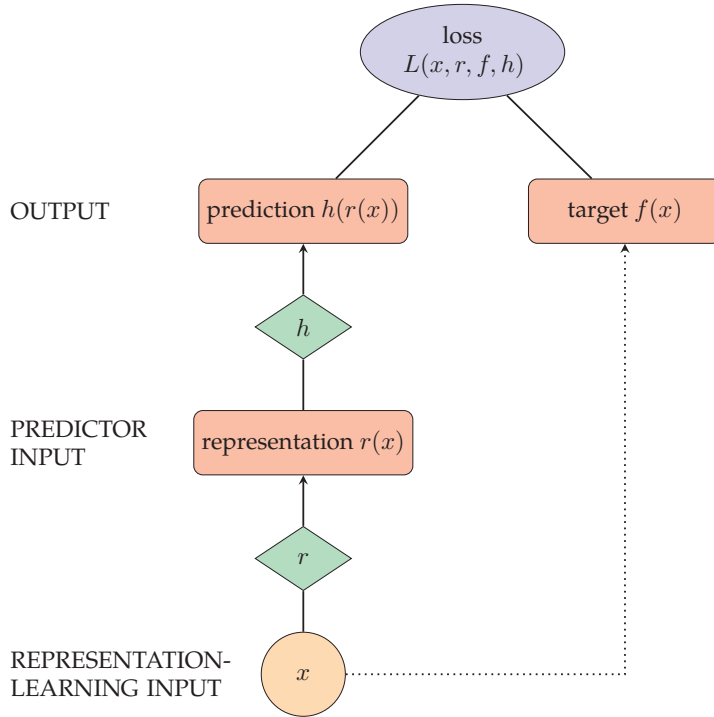 loss
L(x, r, f, h)
OUTPUT
prediction h(r(x))
target f(x)
h
PREDICTOR
INPUT
representation r(x)
r
REPRESENTATION-
LEARNING INPUT
x